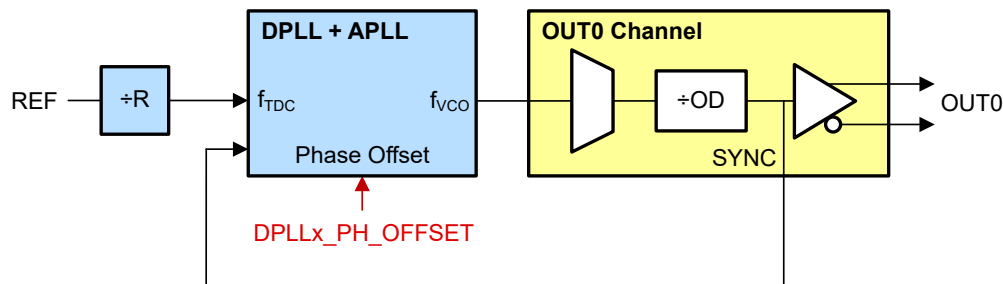 DPLL + APLL
OUT0 Channel
REF
÷R
fTDC
fVCO
÷OD
OUT0
Phase Offset
SYNC
DPLLx_PH_OFFSET